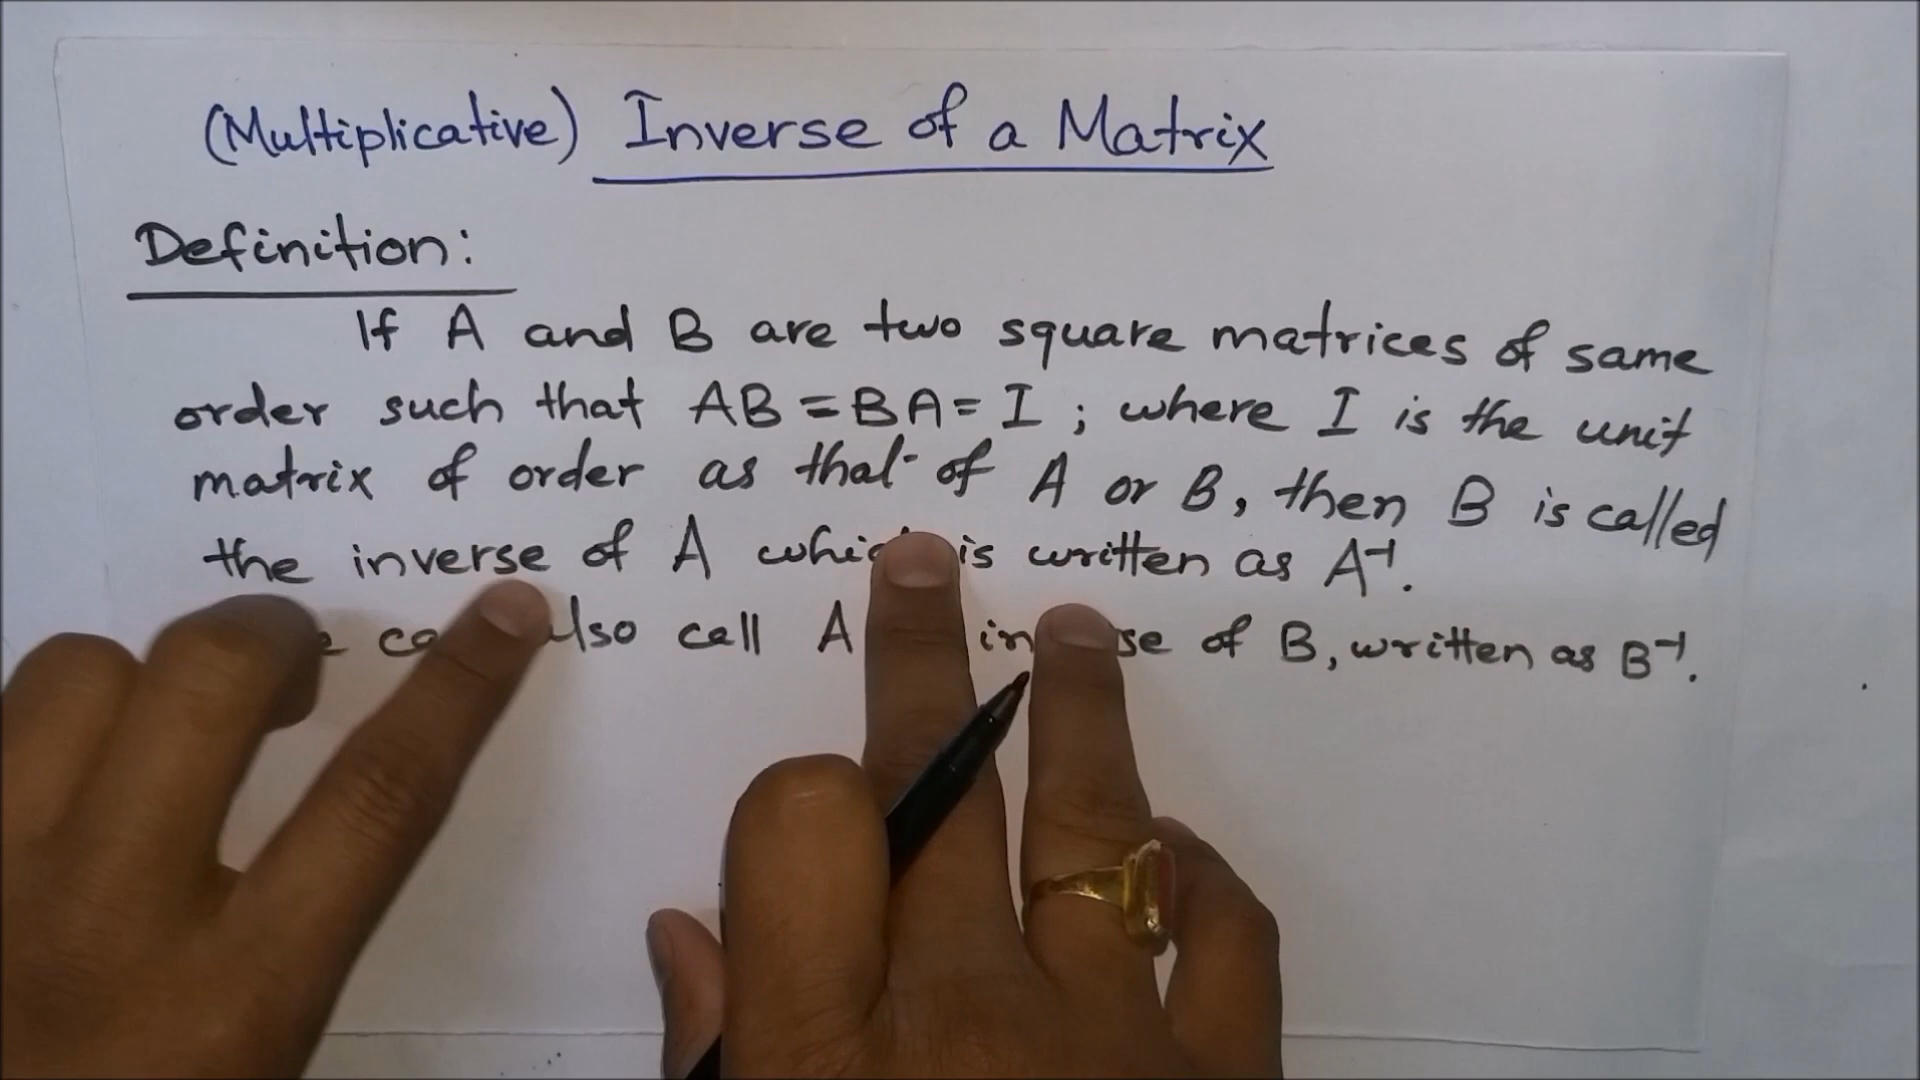 (Multiplicative) Inverse of a Matrix
Definition:
If A and B are two square matrices of same
order such that AB = BA = I ; where I is the unit
matrix of order as that of A or B, then B is called
the inverse of A which is written as A⁻¹.
also call A of B, written as B⁻¹.